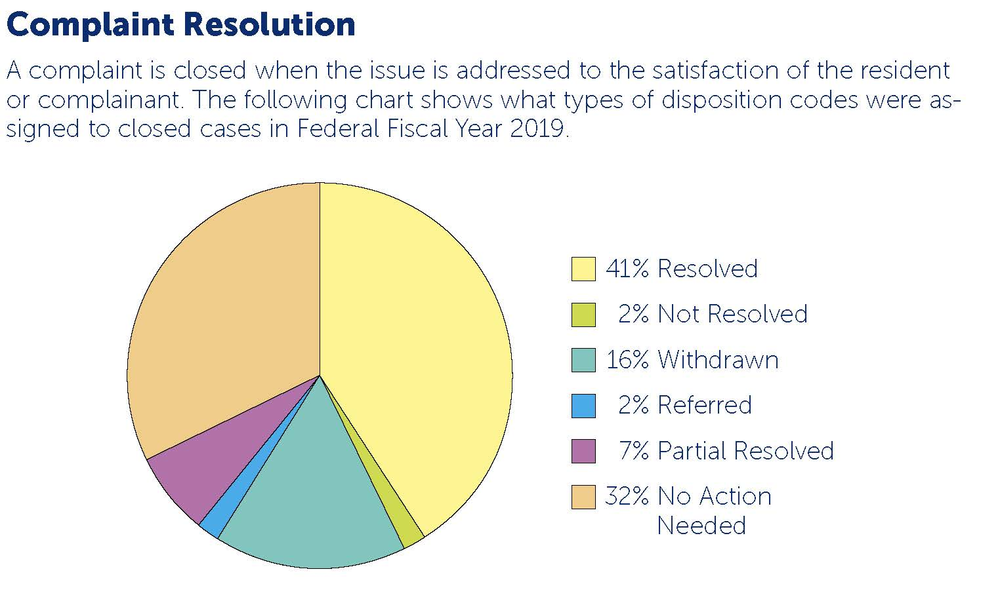 Complaint Resolution
A complaint is closed when the issue is addressed to the satisfaction of the resident
or complainant. The following chart shows what types of disposition codes were as-
signed to closed cases in Federal Fiscal Year 2019.
41% Resolved
2% Not Resolved
16% Withdrawn
2% Referred
7% Partial Resolved
32% No Action
Needed